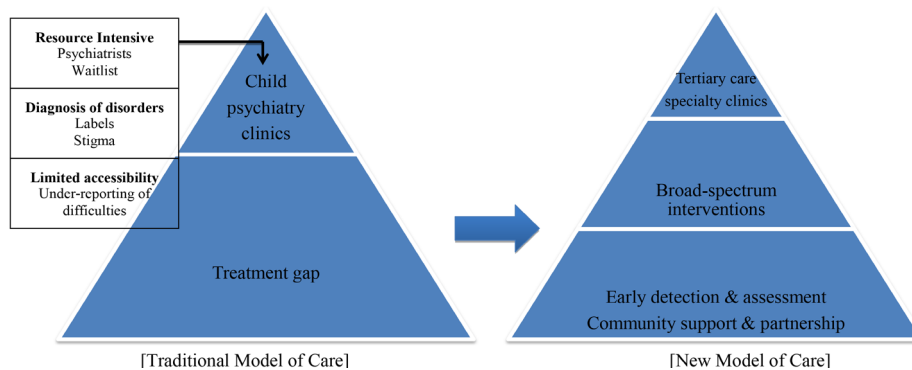 Resource Intensive
Psychiatrists
Waitlist
Diagnosis of disorders
Labels
Stigma
Limited accessibility
Under-reporting of
difficulties
Child
psychiatry
clinics
Treatment gap
[Traditional Model of Care]
Tertiary care
specialty clinics
Broad-spectrum
interventions
Early detection & assessment
Community support & partnership
[New Model of Care]